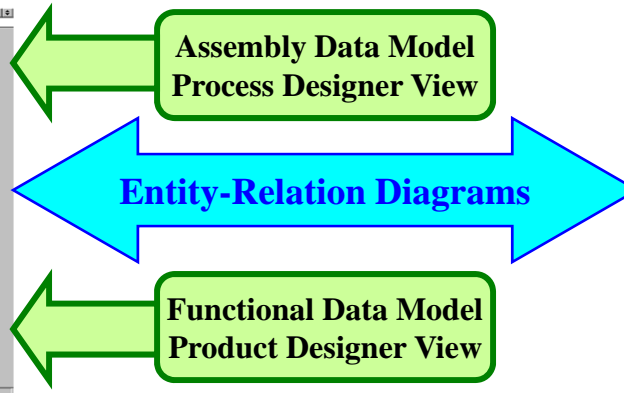 Assembly Data Model
Process Designer View
Entity-Relation Diagrams
Functional Data Model
Product Designer View